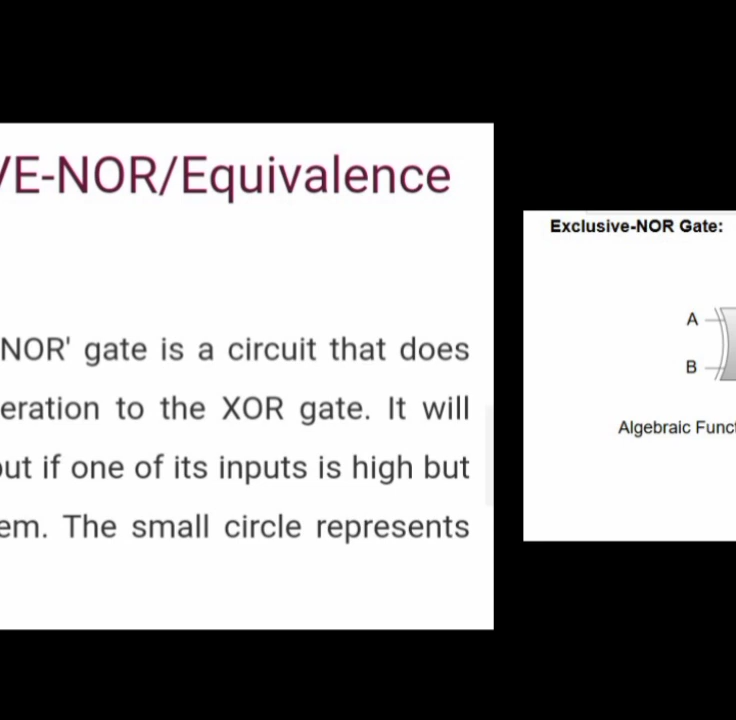 /E-NOR/Equivalence
NOR' gate is a circuit that does
eration to the XOR gate. It will
ut if one of its inputs is high but
em. The small circle represents
Exclusive-NOR Gate:
A
B
Algebraic Funct